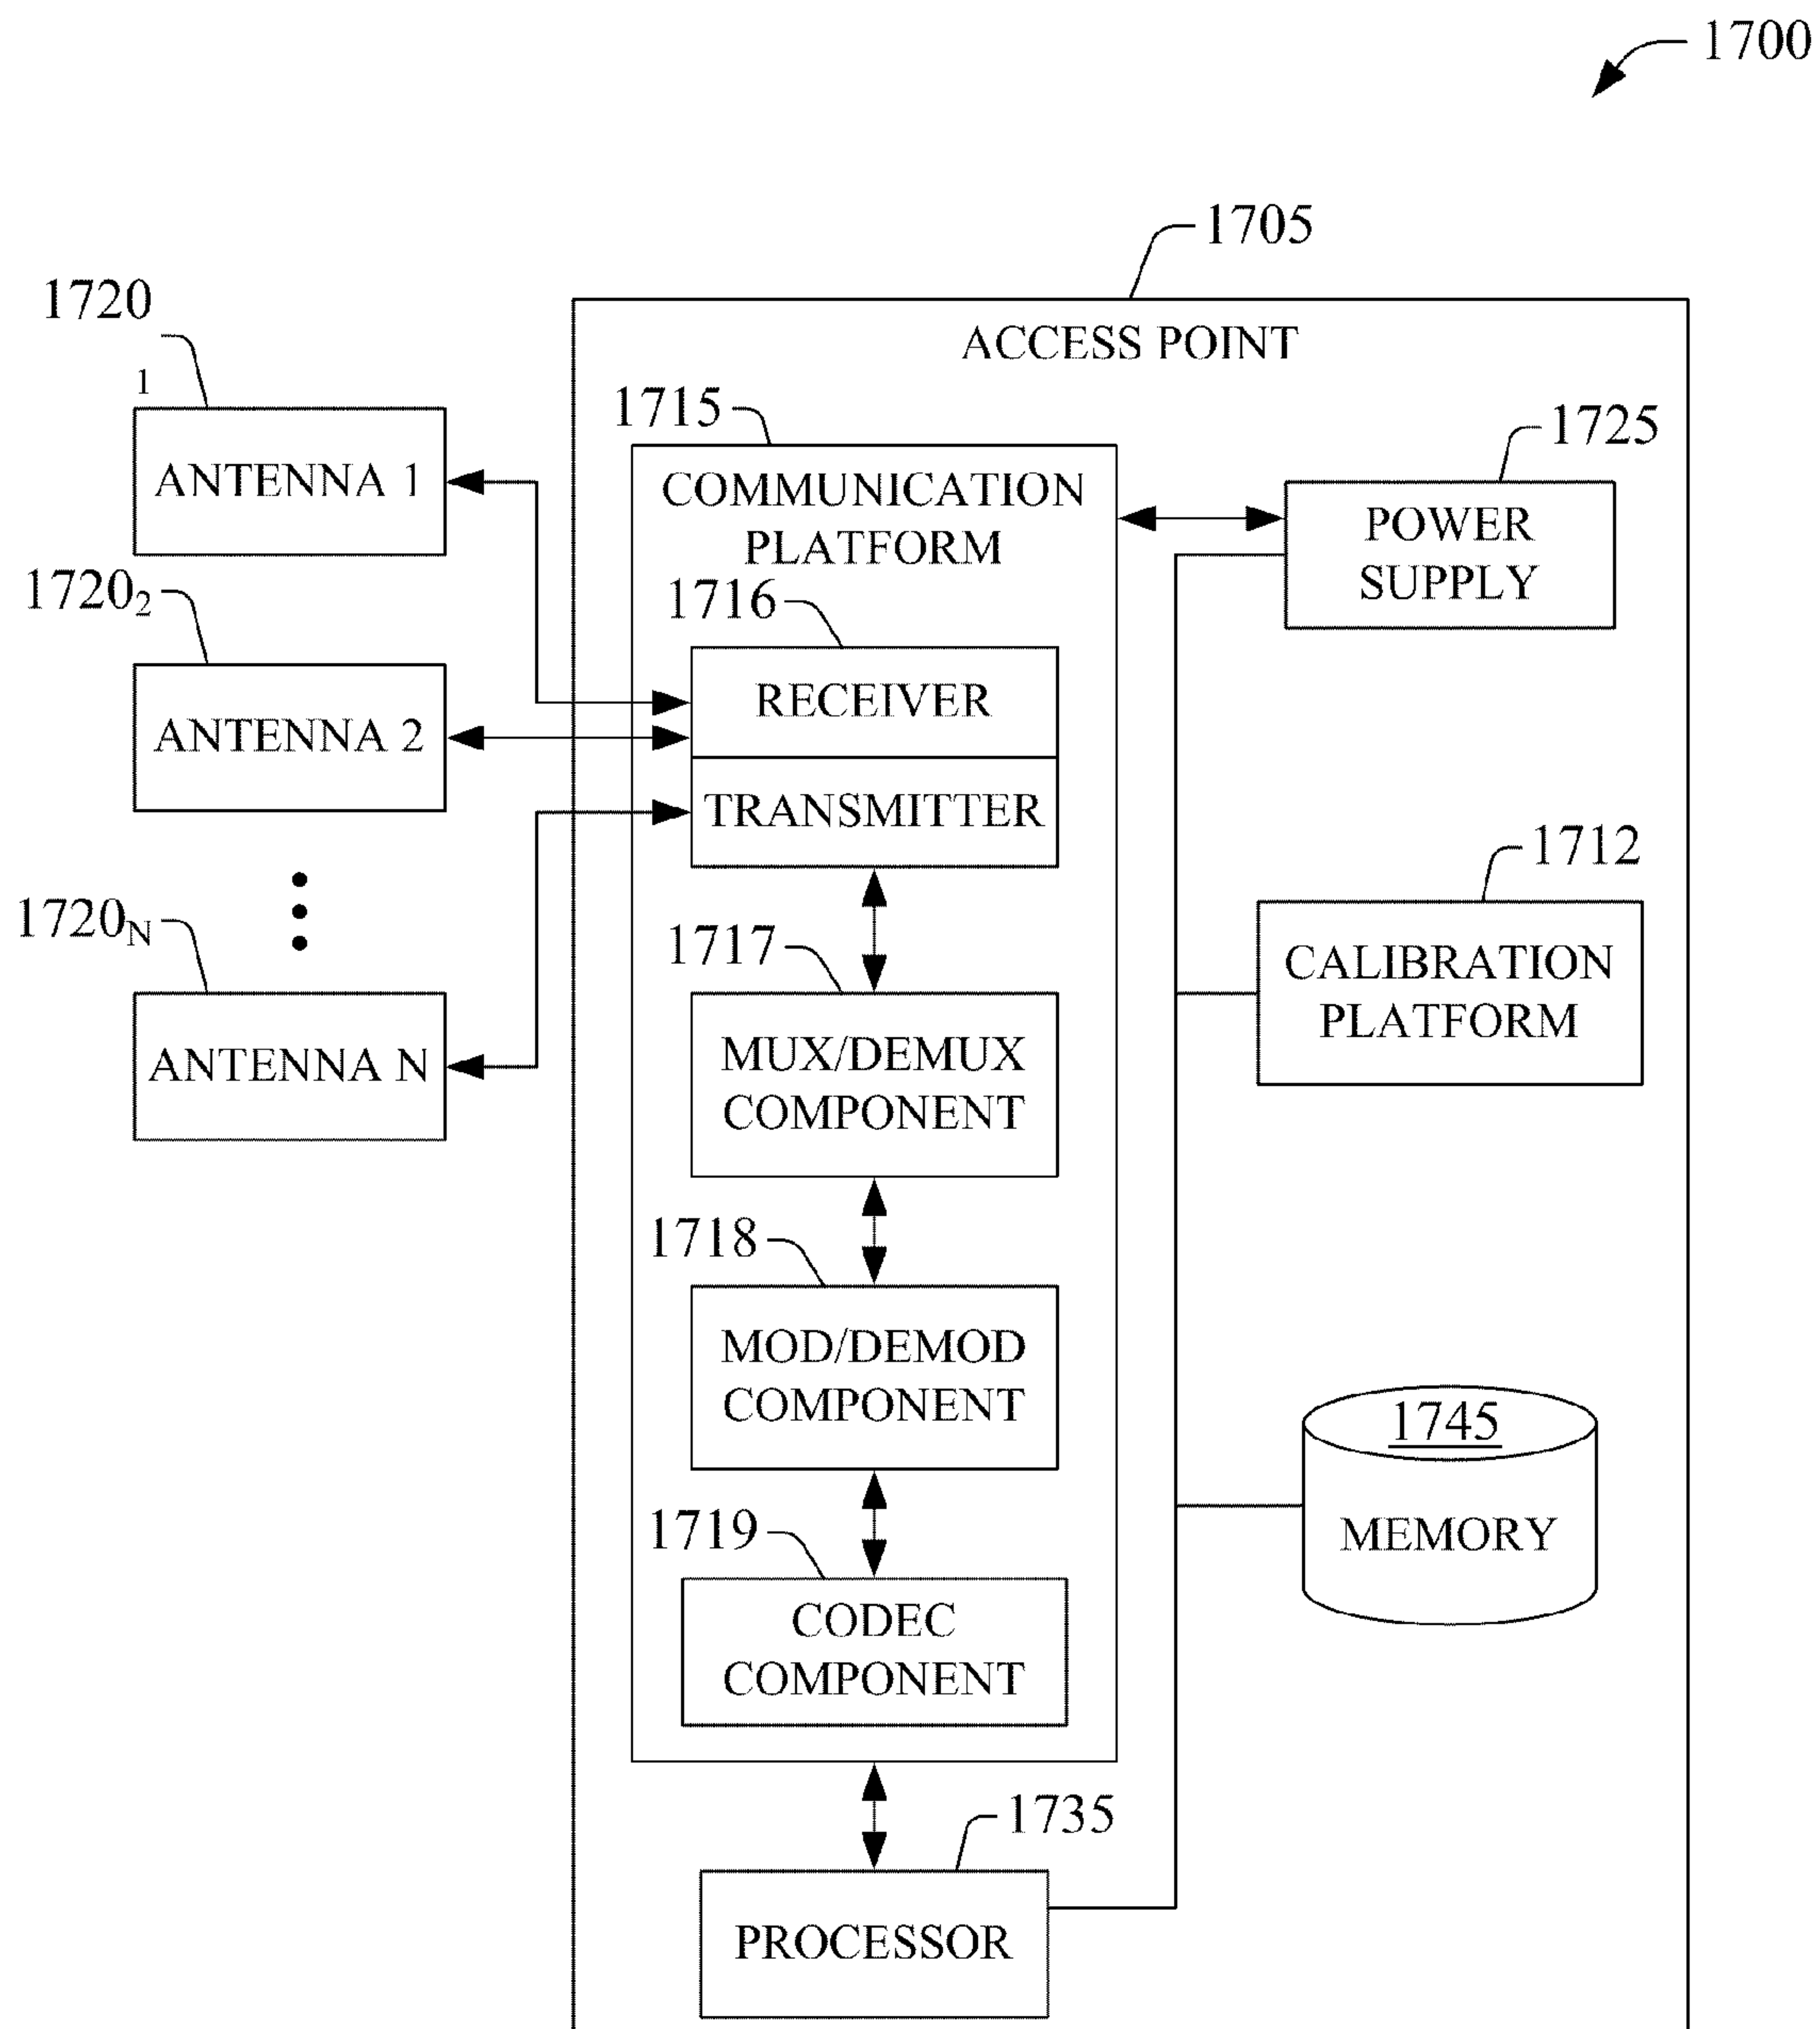 1700
1705
ACCESS POINT
1720
1
ANTENNA 1
1720₂
ANTENNA 2
1720N
ANTENNA N
1715
COMMUNICATION
PLATFORM
1716
RECEIVER
TRANSMITTER
1717
MUX/DEMUX
COMPONENT
1718
MOD/DEMOD
COMPONENT
1719
CODEC
COMPONENT
1735
PROCESSOR
1725
POWER
SUPPLY
1712
CALIBRATION
PLATFORM
1745
MEMORY